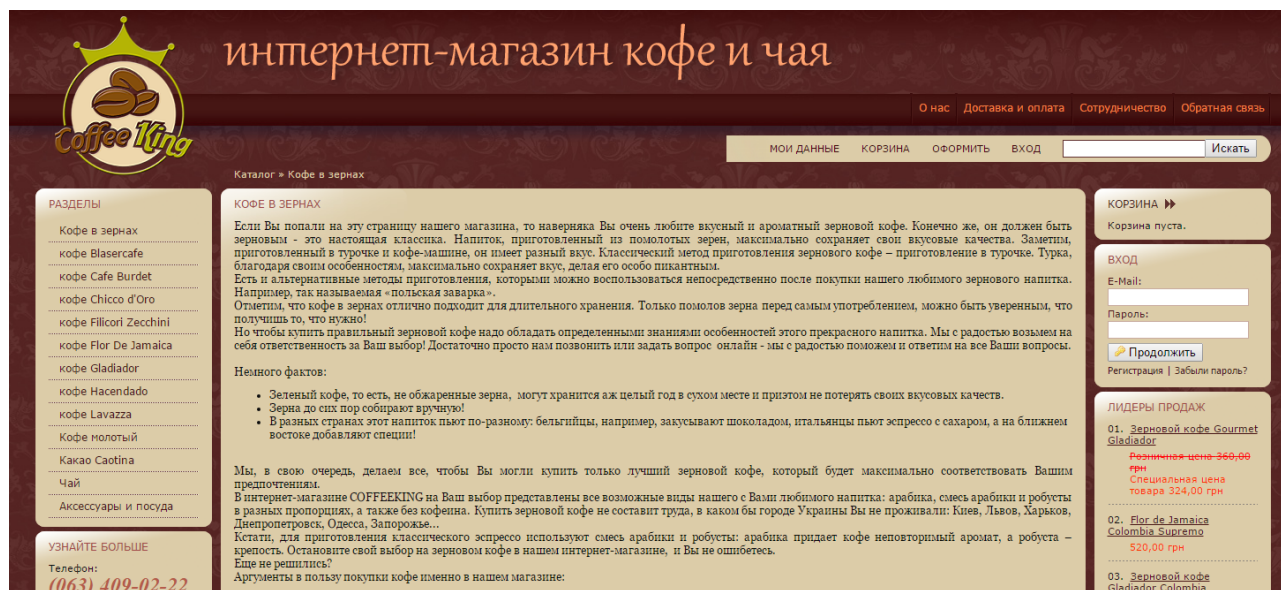 интернет-магазин кофе и чая
Coffee King
О нас Доставка и оплата Сотрудничество Обратная связь
МОИ ДАННЫЕ КОРЗИНА ОФОРМИТЬ ВХОД Искать
Каталог » Кофе в зернах
РАЗДЕЛЫ
Кофе в зернах
кофе Blasercafe
кофе Cafe Burdet
кофе Chicco d'Oro
кофе Filicori Zecchini
кофе Flor De Jamaica
кофе Gladiador
кофе Hacendado
кофе Lavazza
Кофе молотый
Какао Caotina
Чай
Аксессуары и посуда
УЗНАЙТЕ БОЛЬШЕ
Телефон:
(063) 409-02-22
КОФЕ В ЗЕРНАХ
Если Вы попали на эту страницу нашего магазина, то наверняка Вы очень любите вкусный и ароматный зерновой кофе. Конечно же, он должен быть
зерновым - это настоящая классика. Напиток, приготовленный из помолотых зерен, максимально сохраняет свои вкусовые качества. Заметим,
приготовленный в турочке и кофе-машине, он имеет разный вкус. Классический метод приготовления зернового кофе – приготовление в турочке. Турка,
благодаря своим особенностям, максимально сохраняет вкус, делая его особо пикантным.
Есть и альтернативные методы приготовления, которыми можно воспользоваться непосредственно после покупки нашего любимого зернового напитка.
Например, так называемая «польская заварка».
Отметим, что кофе в зернах отлично подходит для длительного хранения. Только помолов зерна перед самым употреблением, можно быть уверенным, что
получишь то, что нужно!
Но чтобы купить правильный зерновой кофе надо обладать определенными знаниями особенностей этого прекрасного напитка. Мы с радостью возьмем на
себя ответственность за Ваш выбор! Достаточно просто нам позвонить или задать вопрос онлайн - мы с радостью поможем и ответим на все Ваши вопросы.
Немного фактов:
• Зеленый кофе, то есть, не обжаренные зерна, могут хранится аж целый год в сухом месте и приэтом не потерять своих вкусовых качеств.
• Зерна до сих пор собирают вручную!
• В разных странах этот напиток пьют по-разному: бельгийцы, например, закусывают шоколадом, итальянцы пьют эспрессо с сахаром, а на ближнем
востоке добавляют специи!
Мы, в свою очередь, делаем все, чтобы Вы могли купить только лучший зерновой кофе, который будет максимально соответствовать Вашим
предпочтениям.
В интернет-магазине COFFEEKING на Ваш выбор представлены все возможные виды нашего с Вами любимого напитка: арабика, смесь арабики и робусты
в разных пропорциях, а также без кофеина. Купить зерновой кофе не составит труда, в каком бы городе Украины Вы не проживали: Киев, Львов, Харьков,
Днепропетровск, Одесса, Запорожье...
Кстати, для приготовления классического эспрессо используют смесь арабики и робусты: арабика придает кофе неповторимый аромат, а робуста –
крепость. Остановите свой выбор на зерновом кофе в нашем интернет-магазине, и Вы не ошибетесь.
Еще не решились?
Аргументы в пользу покупки кофе именно в нашем магазине:
КОРЗИНА
Корзина пуста.
ВХОД
E-Mail:
Пароль:
Продолжить
Регистрация | Забыли пароль?
ЛИДЕРЫ ПРОДАЖ
01. Зерновой кофе Gourmet
Gladiador
Розничная цена 360,00
грн
Специальная цена
товара 324,00 грн
02. Flor de Jamaica
Colombia Supremo
520,00 грн
03. Зерновой кофе
Gladiador Colombia